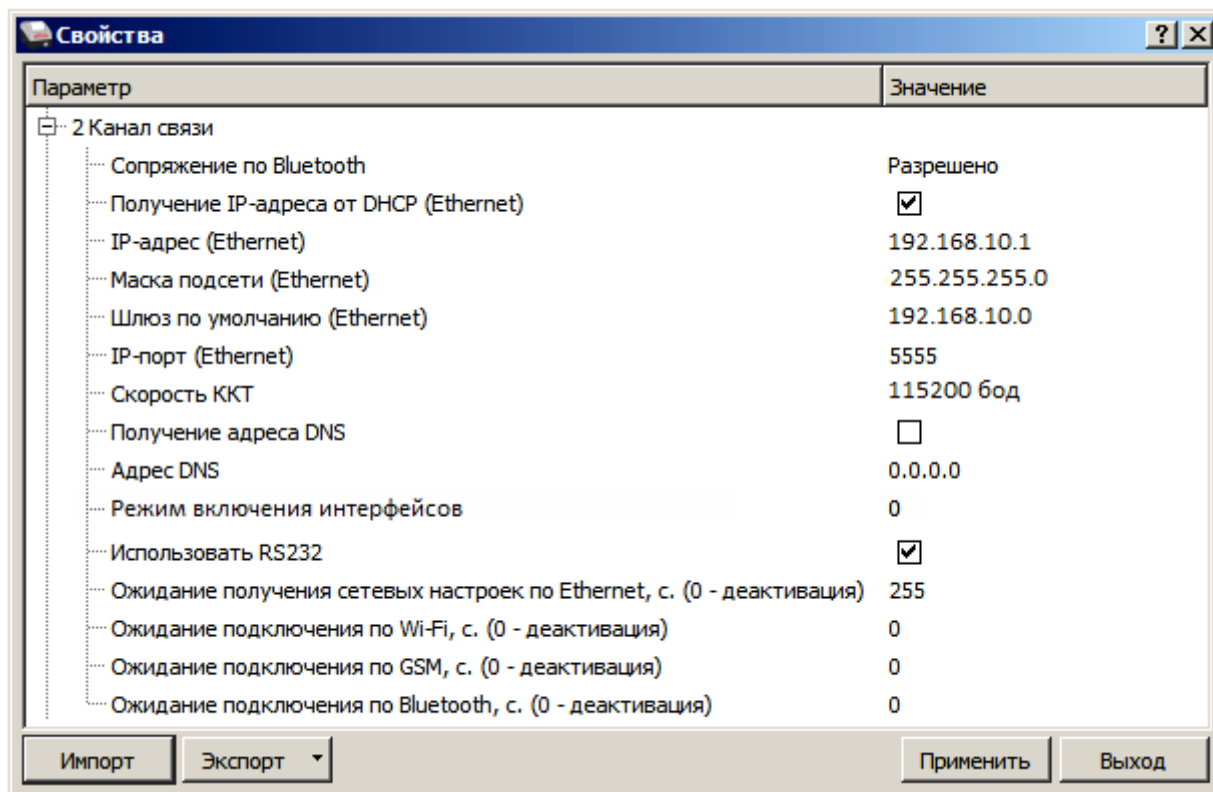 Свойства
Параметр Значение
2 Канал связи
Сопряжение по Bluetooth Разрешено
Получение IP-адреса от DHCP (Ethernet)
IP-адрес (Ethernet) 192.168.10.1
Маска подсети (Ethernet) 255.255.255.0
Шлюз по умолчанию (Ethernet) 192.168.10.0
IP-порт (Ethernet) 5555
Скорость ККТ 115200 бод
Получение адреса DNS
Адрес DNS 0.0.0.0
Режим включения интерфейсов 0
Использовать RS232
Ожидание получения сетевых настроек по Ethernet, с. (0 - деактивация) 255
Ожидание подключения по Wi-Fi, с. (0 - деактивация) 0
Ожидание подключения по GSM, с. (0 - деактивация) 0
Ожидание подключения по Bluetooth, с. (0 - деактивация) 0
Импорт Экспорт Применить Выход